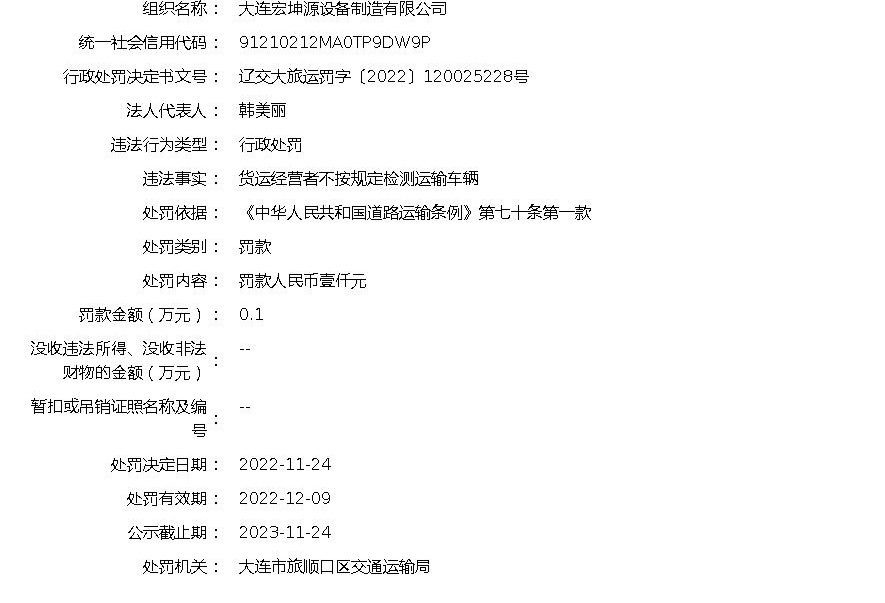 组织名称： 大连宏坤源设备制造有限公司
统一社会信用代码： 91210212MA0TP9DW9P
行政处罚决定书文号： 辽交大旅运罚字〔2022〕120025228号
法人代表人： 韩美丽
违法行为类型： 行政处罚
违法事实： 货运经营者不按规定检测运输车辆
处罚依据： 《中华人民共和国道路运输条例》第七十条第一款
处罚类别： 罚款
处罚内容： 罚款人民币壹仟元
罚款金额（万元）： 0.1
没收违法所得、没收非法
财物的金额（万元）： --
暂扣或吊销证照名称及编
号： --
处罚决定日期： 2022-11-24
处罚有效期： 2022-12-09
公示截止期： 2023-11-24
处罚机关： 大连市旅顺口区交通运输局